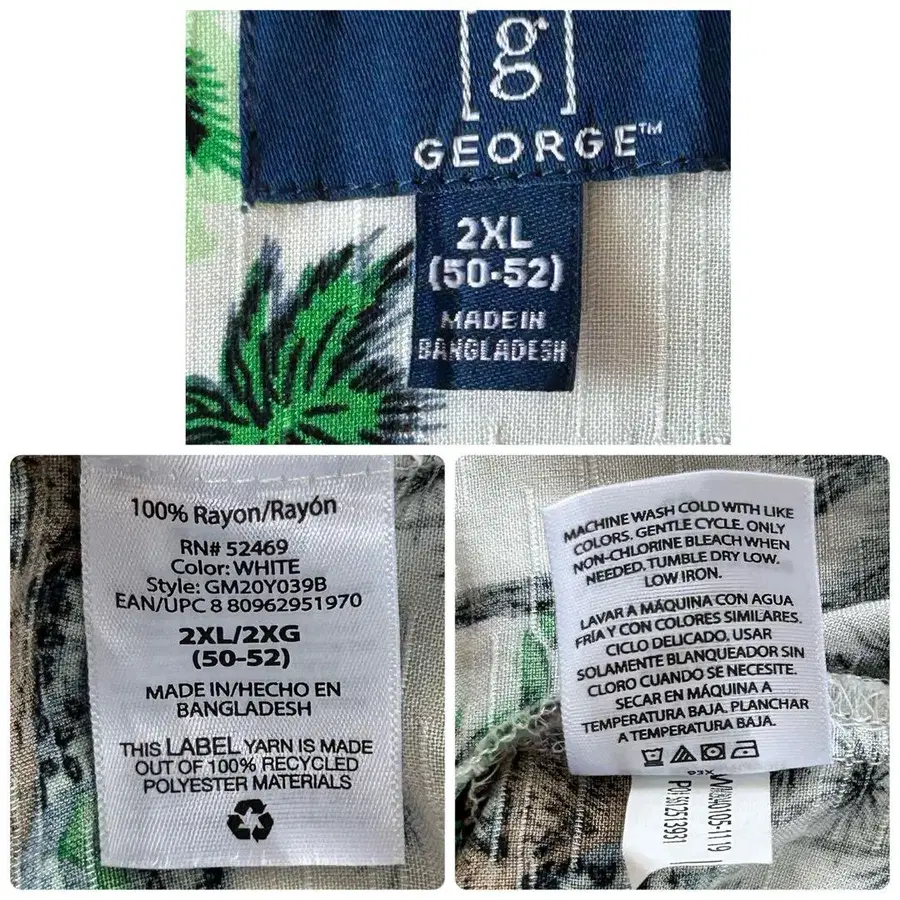 [g]
GEORGE™
2XL
(50-52)
MADE IN
BANGLADESH
100% Rayon/Rayón
RN# 52469
Color: WHITE
Style: GM20Y039B
EAN/UPC 8 80962951970
2XL/2XG
(50-52)
MADE IN/HECHO EN
BANGLADESH
THIS LABEL YARN IS MADE
OUT OF 100% RECYCLED
POLYESTER MATERIALS
MACHINE WASH COLD WITH LIKE
COLORS. GENTLE CYCLE. ONLY
NON-CHLORINE BLEACH WHEN
NEEDED. TUMBLE DRY LOW.
LOW IRON.
LAVAR A MÁQUINA CON AGUA
FRÍA Y CON COLORES SIMILARES.
CICLO DELICADO, USAR
SOLAMENTE BLANQUEADOR SIN
CLORO CUANDO SE NECESITE.
SECAR EN MÁQUINA A
TEMPERATURA BAJA. PLANCHAR
A TEMPERATURA BAJA.